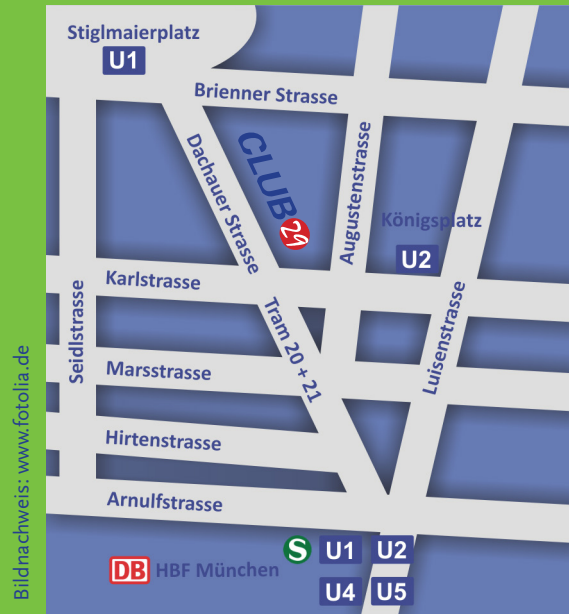 Stiglmaierplatz
U1
Brienner Strasse
Dachauer Strasse
CLUB 29
Augustenstrasse
Königsplatz
U2
Karlstrasse
Seidlstrasse
Tram 20 + 21
Luisenstrasse
Marsstrasse
Hirtenstrasse
Arnulfstrasse
S U1 U2
DB HBF München
U4 U5
Bildnachweis: www.fotolia.de